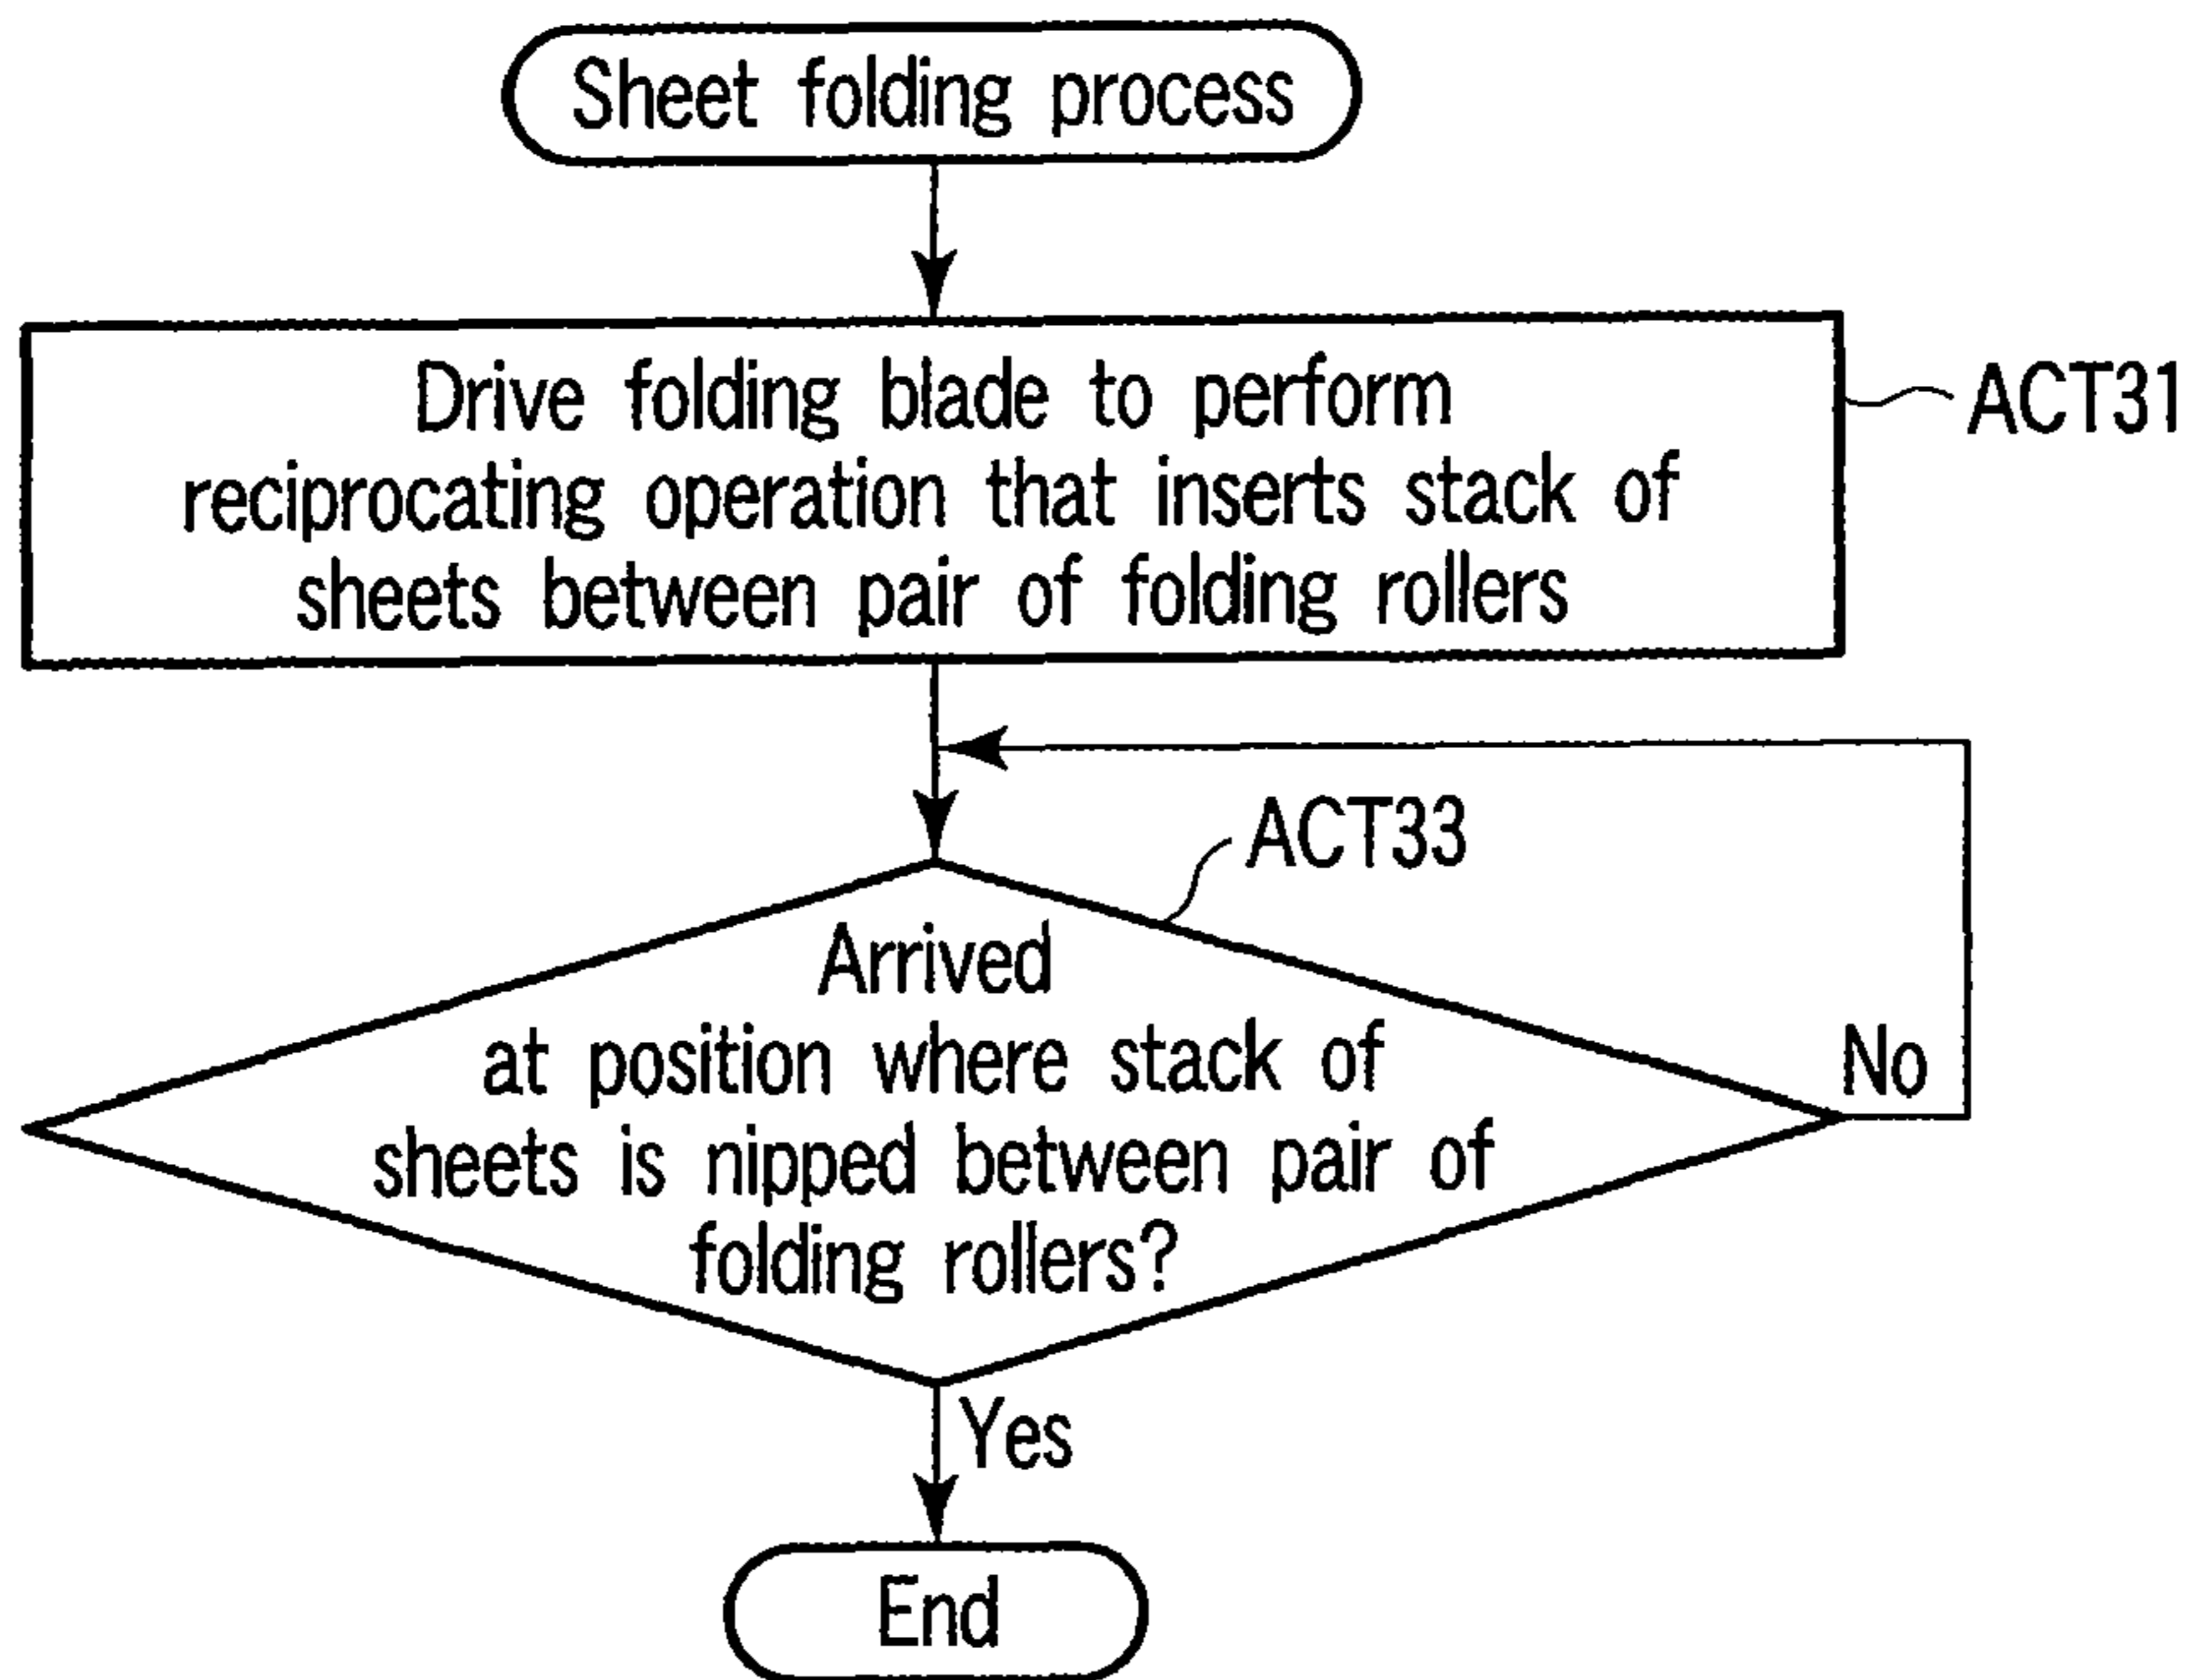 Sheet folding process
Drive folding blade to perform
reciprocating operation that inserts stack of
sheets between pair of folding rollers
ACT31
ACT33
Arrived
at position where stack of
sheets is nipped between pair of
folding rollers?
No
Yes
End